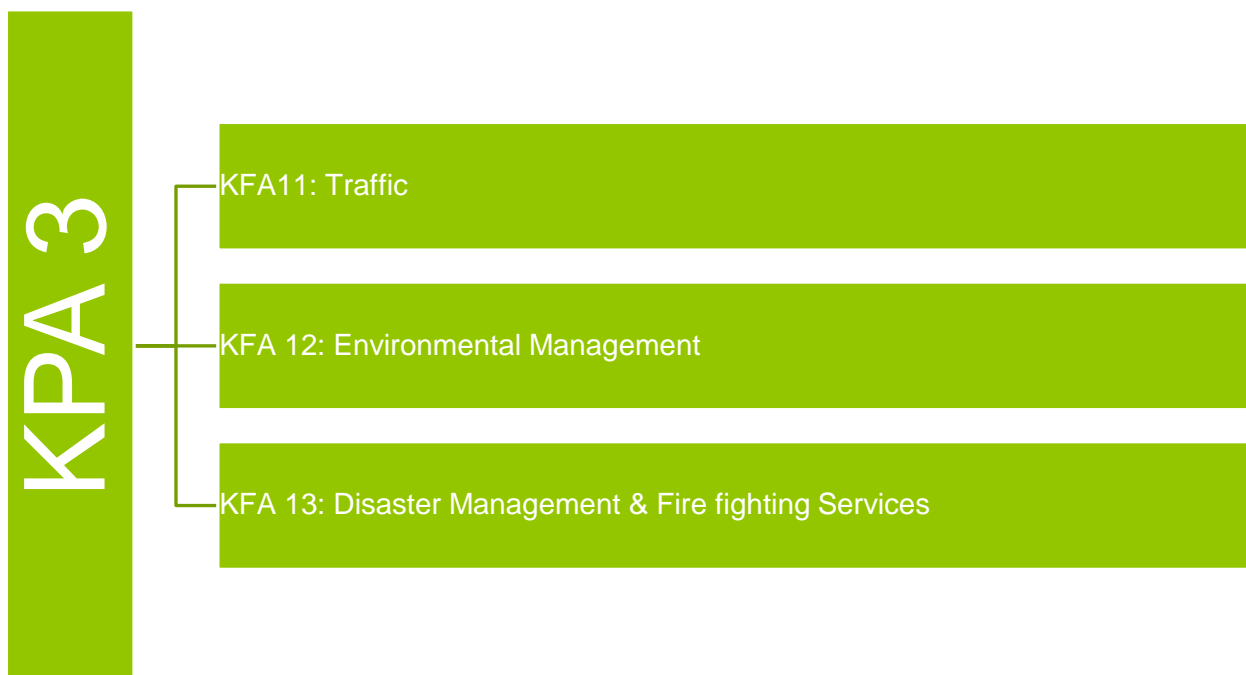 KPA 3
KFA11: Traffic
KFA 12: Environmental Management
KFA 13: Disaster Management & Fire fighting Services